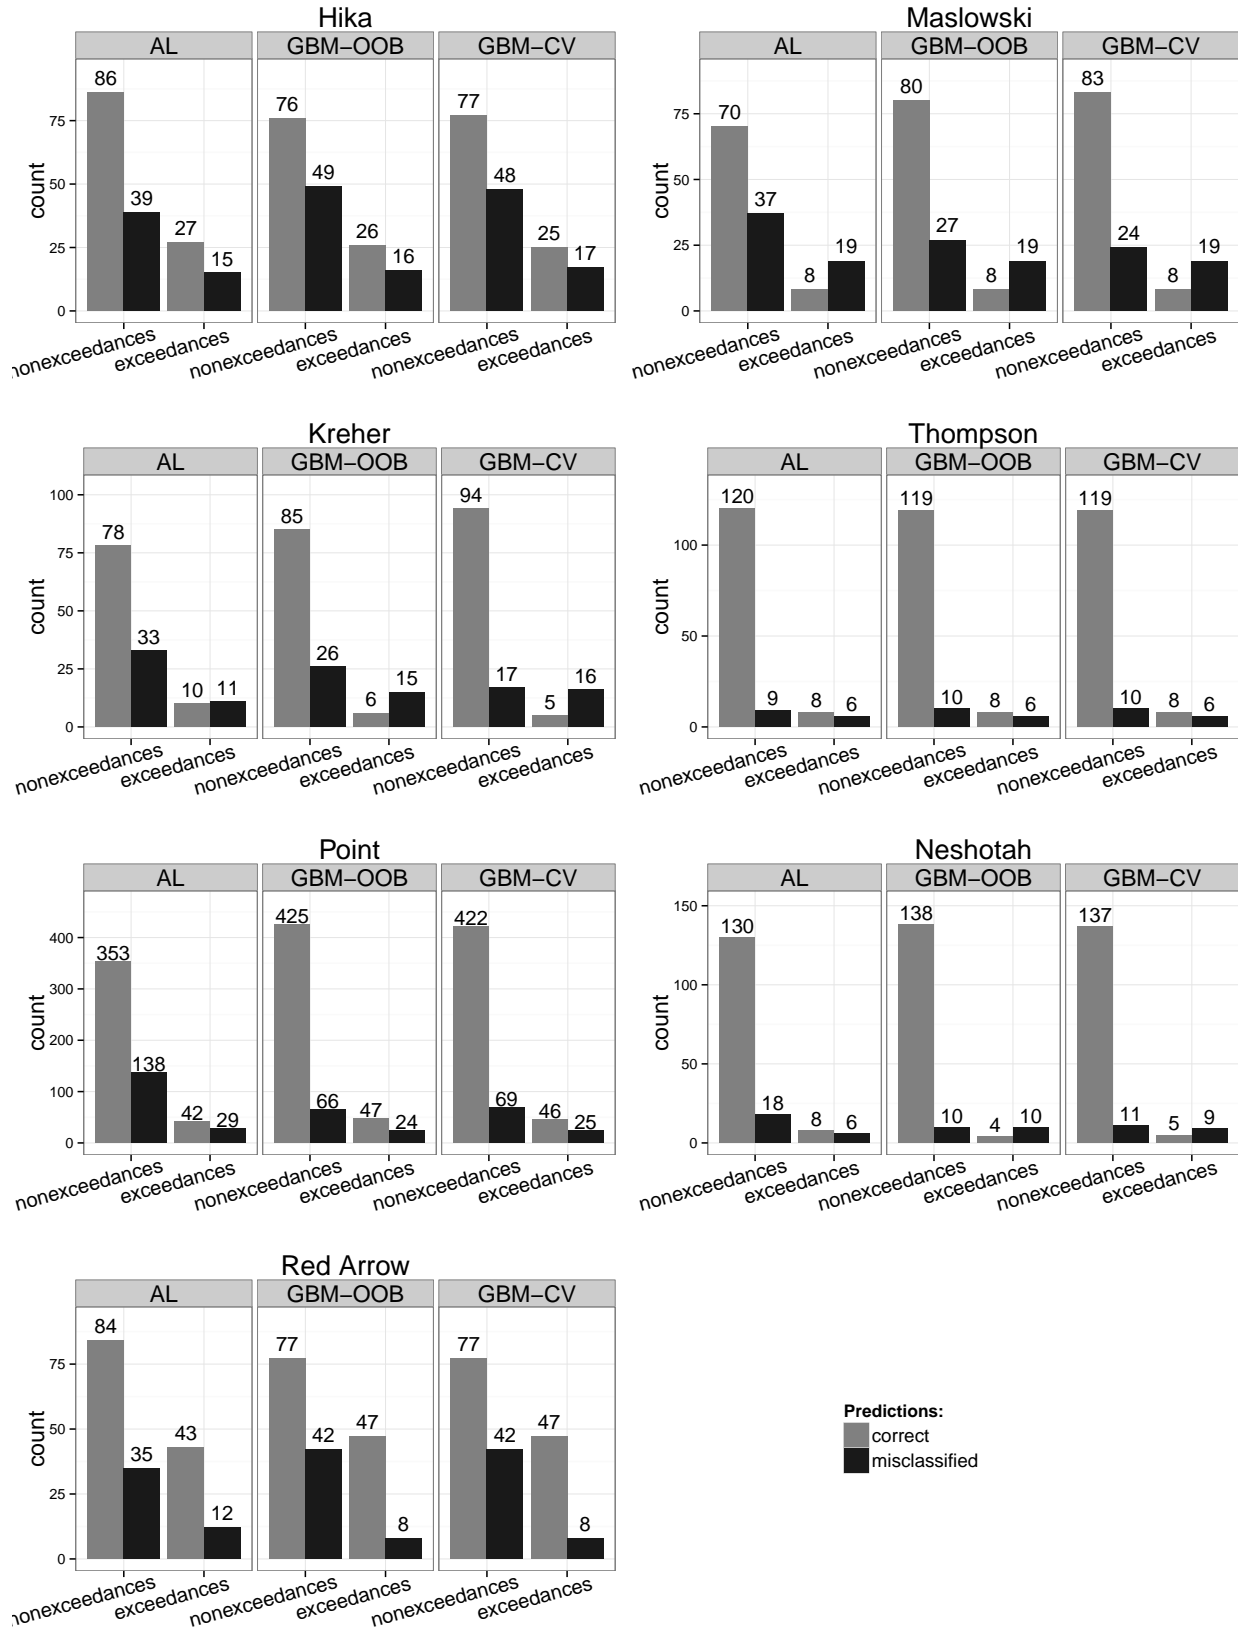 Hika
AL GBM–OOB GBM–CV
86 39 27 15 76 49 26 16 77 48 25 17
75
50
25
0
count
nonexceedances exceedances nonexceedances exceedances nonexceedances exceedances
Maslowski
AL GBM–OOB GBM–CV
70 37 8 19 80 27 8 19 83 24 8 19
75
50
25
0
count
nonexceedances exceedances nonexceedances exceedances nonexceedances exceedances
Kreher
AL GBM–OOB GBM–CV
78 33 10 11 85 26 6 15 94 17 5 16
100
75
50
25
0
count
nonexceedances exceedances nonexceedances exceedances nonexceedances exceedances
Thompson
AL GBM–OOB GBM–CV
120 9 8 6 119 10 8 6 119 10 8 6
100
50
0
count
nonexceedances exceedances nonexceedances exceedances nonexceedances exceedances
Point
AL GBM–OOB GBM–CV
353 138 42 29 425 66 47 24 422 69 46 25
400
300
200
100
0
count
nonexceedances exceedances nonexceedances exceedances nonexceedances exceedances
Neshotah
AL GBM–OOB GBM–CV
130 18 8 6 138 10 4 10 137 11 5 9
150
100
50
0
count
nonexceedances exceedances nonexceedances exceedances nonexceedances exceedances
Red Arrow
AL GBM–OOB GBM–CV
84 35 43 12 77 42 47 8 77 42 47 8
75
50
25
0
count
nonexceedances exceedances nonexceedances exceedances nonexceedances exceedances
Predictions:
correct
misclassified